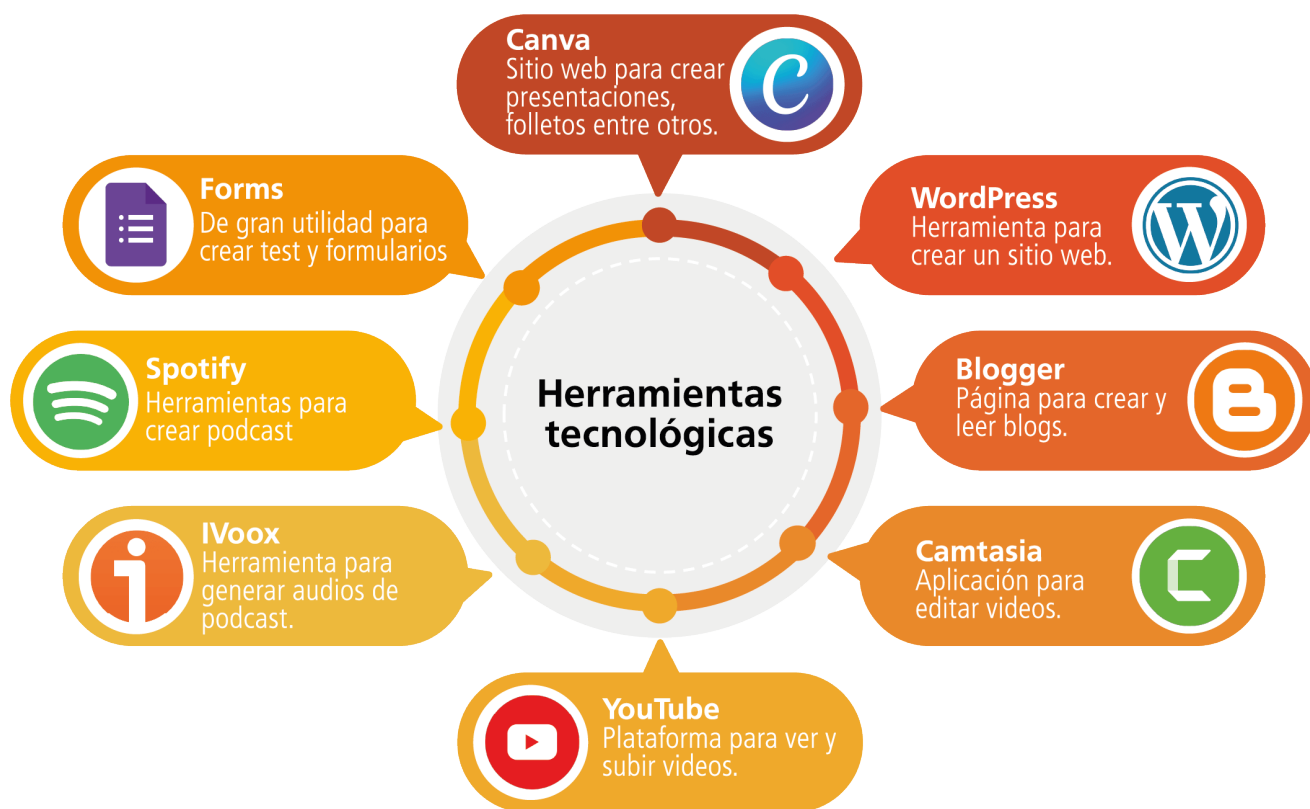 Canva
Sitio web para crear
presentaciones,
folletos entre otros.
WordPress
Herramienta para
crear un sitio web.
Blogger
Página para crear y
leer blogs.
Camtasia
Aplicación para
editar videos.
YouTube
Plataforma para ver y
subir videos.
IVoox
Herramienta para
generar audios de
podcast.
Spotify
Herramientas para
crear podcast
Forms
De gran utilidad para
crear test y formularios
Herramientas
tecnológicas